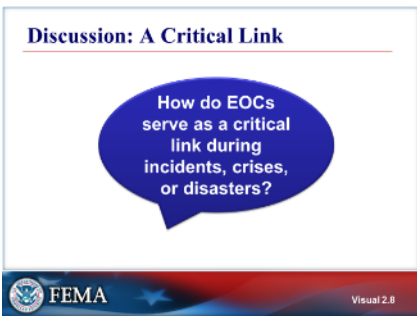 Discussion: A Critical Link
How do EOCs
serve as a critical
link during
incidents, crises,
or disasters?
FEMA
Visual 2.8